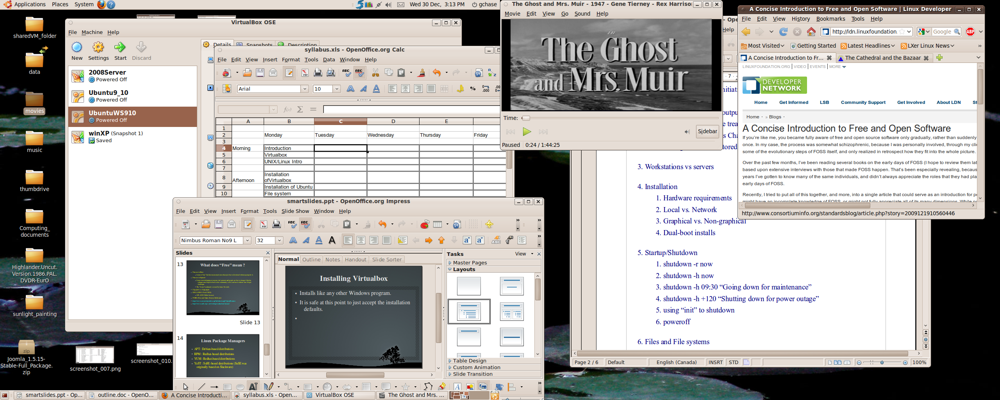 Applications Places System
Wed 30 Dec, 3:13 PM gchase
sharedVM_folder
data
movies
music
thumbdrive
Computing_
documents
Highlander.Uncut.
Version.1986.PAL.
DVDR-EurO
sunlight_painting
zip
Joomla_1.5.15-
Stable-Full_Package.
zip
screenshot_007.png
screenshot_010.
VirtualBox OSE
File Machine Help
New Settings Start Discard
Details Snapshots Description
2008Server
Powered Off
Ubuntu9_10
Powered Off
UbuntuWS910
Powered Off
winXP (Snapshot 1)
Saved
syllabus.xls - OpenOffice.org Calc
File Edit View Insert Format Tools Data Window Help
Arial 10
A B C D E
1
2 Monday Tuesday Wednesday Thursday Friday
3
4 Morning Introduction
5 Virtualbox
6 UNIX/Linux Intro
7
Installation
8 Afternoon ofVirtualbox
9 Installation of Ubuntu
10 File system
smartslides.ppt - OpenOffice.org Impress
File Edit View Insert Format Tools Slide Show Window Help
Nimbus Roman No9 L 32
Slides
13
What does “Free” mean ?
Slide 13
14
Linux Package Managers
APT : Debian-based distributions
RPM : Redhat-based distributions
YUM : Redhat-based distributions
YaST : SuSE-based distributions (SuSE was
originally based on Slackware)
Normal Outline Notes Handout Slide Sorter
Installing Virtualbox
Installs like any other Windows program.
It is safe at this point to just accept the installation
defaults.
Tasks View
Master Pages
Layouts
Table Design
Custom Animation
Slide Transition
The Ghost and Mrs. Muir - 1947 - Gene Tierney - Rex Harriso
Movie Edit View Go Sound Help
in
The Ghost
and Mrs. Muir
Time:
Sidebar
Paused 0:24 / 1:44:25
- Ope
Help
7
3. Workstations vs servers
4. Installation
1. Hardware requirements
2. Local vs. Network
3. Graphical vs. Non-graphical
4. Dual-boot installs
5. Startup/Shutdown
1. shutdown -r now
2. shutdown -h now
3. shutdown -h 09:30 “Going down for maintenance”
4. shutdown -h +120 “Shutting down for power outage”
5. using “init” to shutdown
6. poweroff
6. Files and File systems
Page 2 / 6 Default English (Canada) INSRT STD 100%
A Concise Introduction to Free and Open Software | Linux Developer
File Edit View History Bookmarks Tools Help
http://ldn.linuxfoundation. Google ABP
Most Visited Getting Started Latest Headlines LXer Linux News »
A Concise Introduction to Fr... The Cathedral and the Bazaar
LINUXFOUNDATION.ORG | VIDEO | EVENTS | MORE
DEVELOPER
NETWORK
Home Get Informed LSB Community Support Get Involved About LDN St
Home · » Blogs ·
A Concise Introduction to Free and Open Software
If you're like me, you became fully aware of free and open source software only gradually, rather than suddenly
once. In my case, the process was somewhat schizophrenic, because I was personally involved, through my cli
some of the evolutionary steps of FOSS itself, and only realized in retrospect how they fit into the whole picture.
Over the past few months, I've been reading several books on the early days of FOSS (I hope to review them lat
based upon extensive interviews with those that made FOSS happen. That's been especially revealing, becaus
years I've gotten to know many of the same individuals, and didn't always appreciate the roles that they had pla
early days of FOSS.
Recently, I tried to put all of this together, and more, into a single article that could serve as an introduction for p
might have an incomplete knowledge of FOSS, or might not fully appreciate all of its many dimensions. While
http://www.consortiuminfo.org/standardsblog/article.php?story=2009121910560446
smartslides.ppt - Op... outline.doc - OpenO... A Concise Introducti... syllabus.xls - Open... VirtualBox OSE The Ghost and Mrs. ...